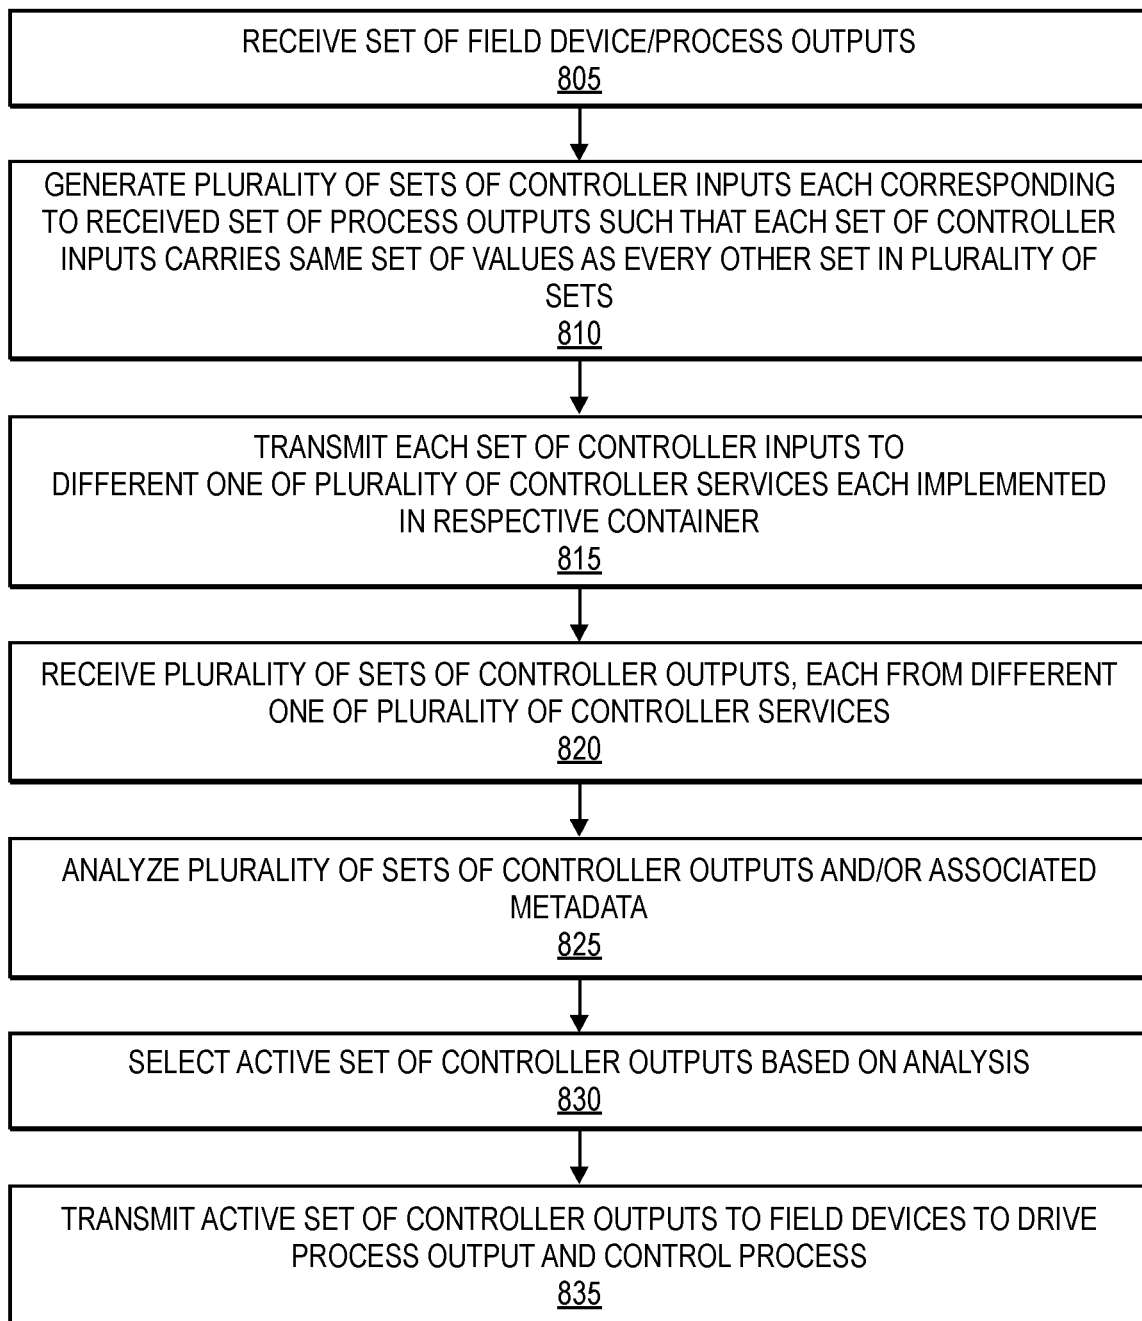 RECEIVE SET OF FIELD DEVICE/PROCESS OUTPUTS
805
GENERATE PLURALITY OF SETS OF CONTROLLER INPUTS EACH CORRESPONDING
TO RECEIVED SET OF PROCESS OUTPUTS SUCH THAT EACH SET OF CONTROLLER
INPUTS CARRIES SAME SET OF VALUES AS EVERY OTHER SET IN PLURALITY OF
SETS
810
TRANSMIT EACH SET OF CONTROLLER INPUTS TO
DIFFERENT ONE OF PLURALITY OF CONTROLLER SERVICES EACH IMPLEMENTED
IN RESPECTIVE CONTAINER
815
RECEIVE PLURALITY OF SETS OF CONTROLLER OUTPUTS, EACH FROM DIFFERENT
ONE OF PLURALITY OF CONTROLLER SERVICES
820
ANALYZE PLURALITY OF SETS OF CONTROLLER OUTPUTS AND/OR ASSOCIATED
METADATA
825
SELECT ACTIVE SET OF CONTROLLER OUTPUTS BASED ON ANALYSIS
830
TRANSMIT ACTIVE SET OF CONTROLLER OUTPUTS TO FIELD DEVICES TO DRIVE
PROCESS OUTPUT AND CONTROL PROCESS
835